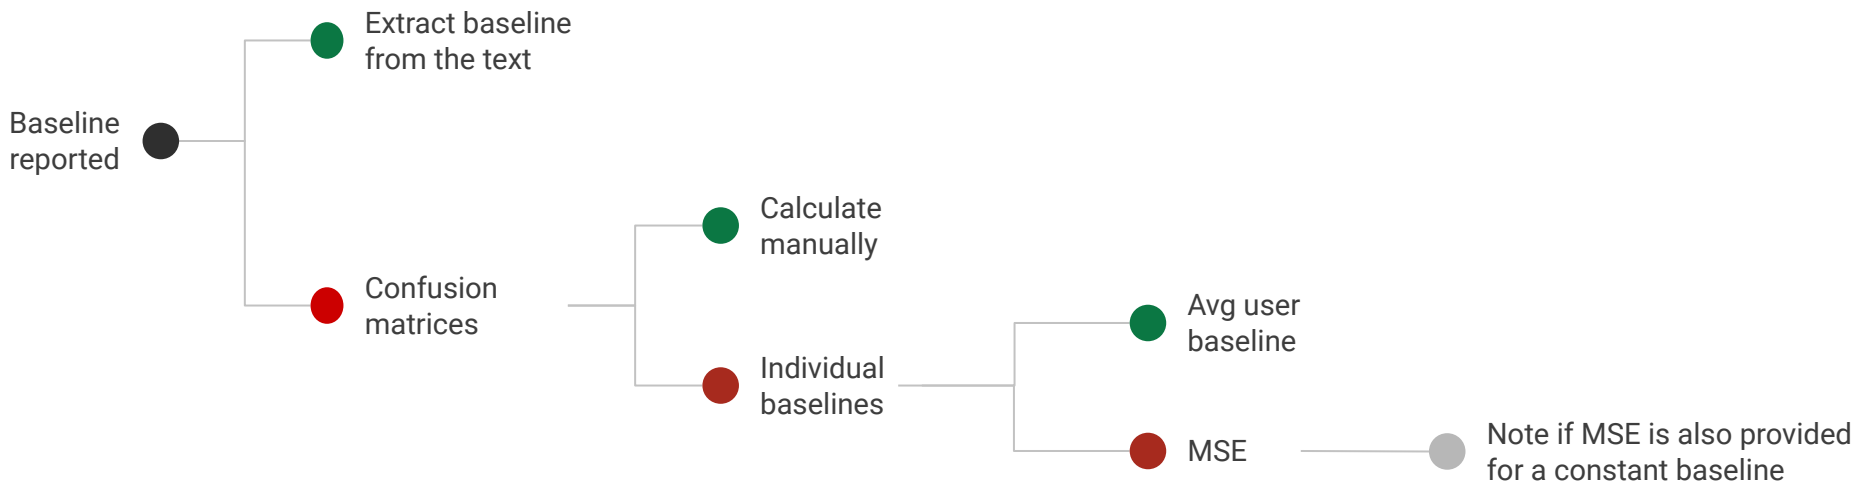 Extract baseline
from the text
Baseline
reported
Calculate
manually
Confusion
matrices
Avg user
baseline
Individual
baselines
MSE
Note if MSE is also provided
for a constant baseline